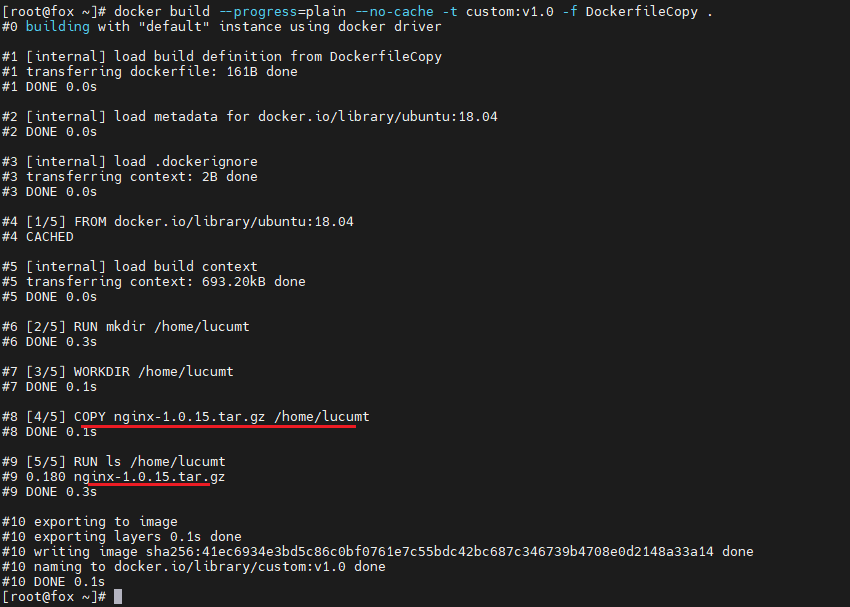 [root@fox ~]# docker build --progress=plain --no-cache -t custom:v1.0 -f DockerfileCopy .
#0 building with "default" instance using docker driver
#1 [internal] load build definition from DockerfileCopy
#1 transferring dockerfile: 161B done
#1 DONE 0.0s
#2 [internal] load metadata for docker.io/library/ubuntu:18.04
#2 DONE 0.0s
#3 [internal] load .dockerignore
#3 transferring context: 2B done
#3 DONE 0.0s
#4 [1/5] FROM docker.io/library/ubuntu:18.04
#4 CACHED
#5 [internal] load build context
#5 transferring context: 693.20kB done
#5 DONE 0.0s
#6 [2/5] RUN mkdir /home/lucumt
#6 DONE 0.3s
#7 [3/5] WORKDIR /home/lucumt
#7 DONE 0.1s
#8 [4/5] COPY nginx-1.0.15.tar.gz /home/lucumt
#8 DONE 0.1s
#9 [5/5] RUN ls /home/lucumt
#9 0.180 nginx-1.0.15.tar.gz
#9 DONE 0.3s
#10 exporting to image
#10 exporting layers 0.1s done
#10 writing image sha256:41ec6934e3bd5c86c0bf0761e7c55bdc42bc687c346739b4708e0d2148a33a14 done
#10 naming to docker.io/library/custom:v1.0 done
#10 DONE 0.1s
[root@fox ~]#